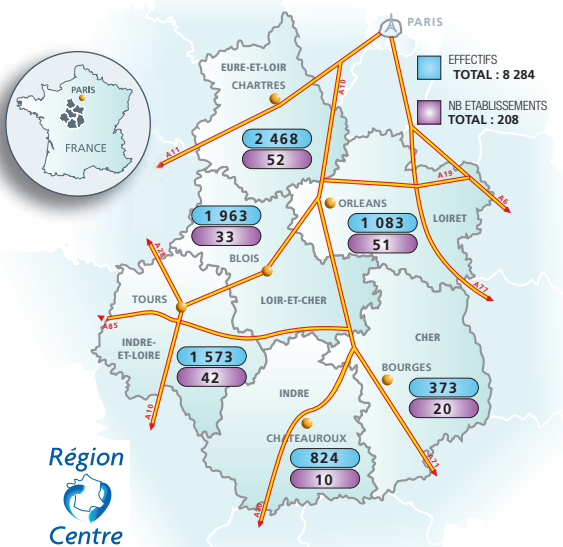 PARIS
EFFECTIFS
TOTAL : 8 284
NB ETABLISSEMENTS
TOTAL : 208
PARIS
FRANCE
EURE-ET-LOIR
CHARTRES
A10
A11
2 468
52
A19
A6
ORLEANS
LOIRET
1 083
51
1 963
33
A28
BLOIS
LOIR-ET-CHER
A77
TOURS
A85
INDRE-
ET-LOIRE
1 573
42
A10
CHER
BOURGES
373
20
INDRE
CHATEAUROUX
824
10
A71
Région
Centre